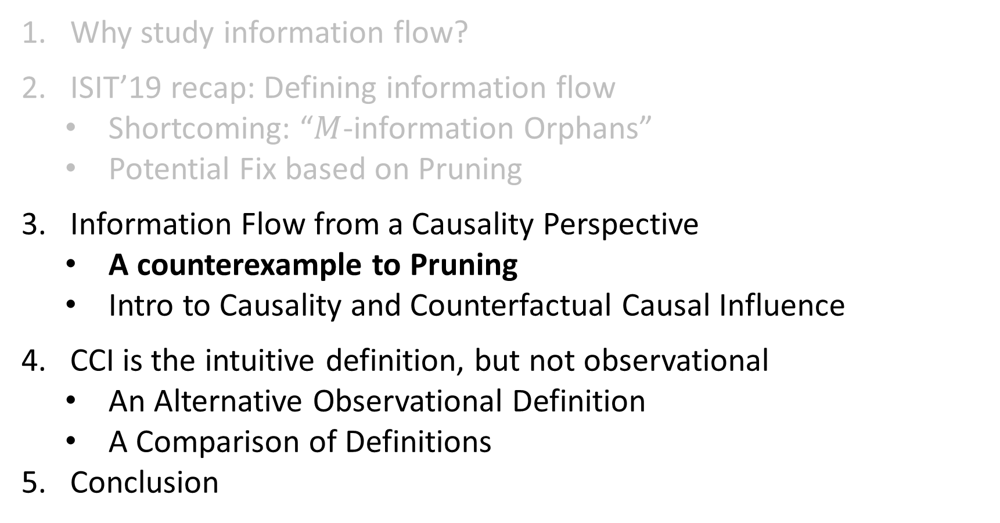 1. Why study information flow?
2. ISIT’19 recap: Defining information flow
• Shortcoming: “M-information Orphans”
• Potential Fix based on Pruning
3. Information Flow from a Causality Perspective
• A counterexample to Pruning
• Intro to Causality and Counterfactual Causal Influence
4. CCI is the intuitive definition, but not observational
• An Alternative Observational Definition
• A Comparison of Definitions
5. Conclusion